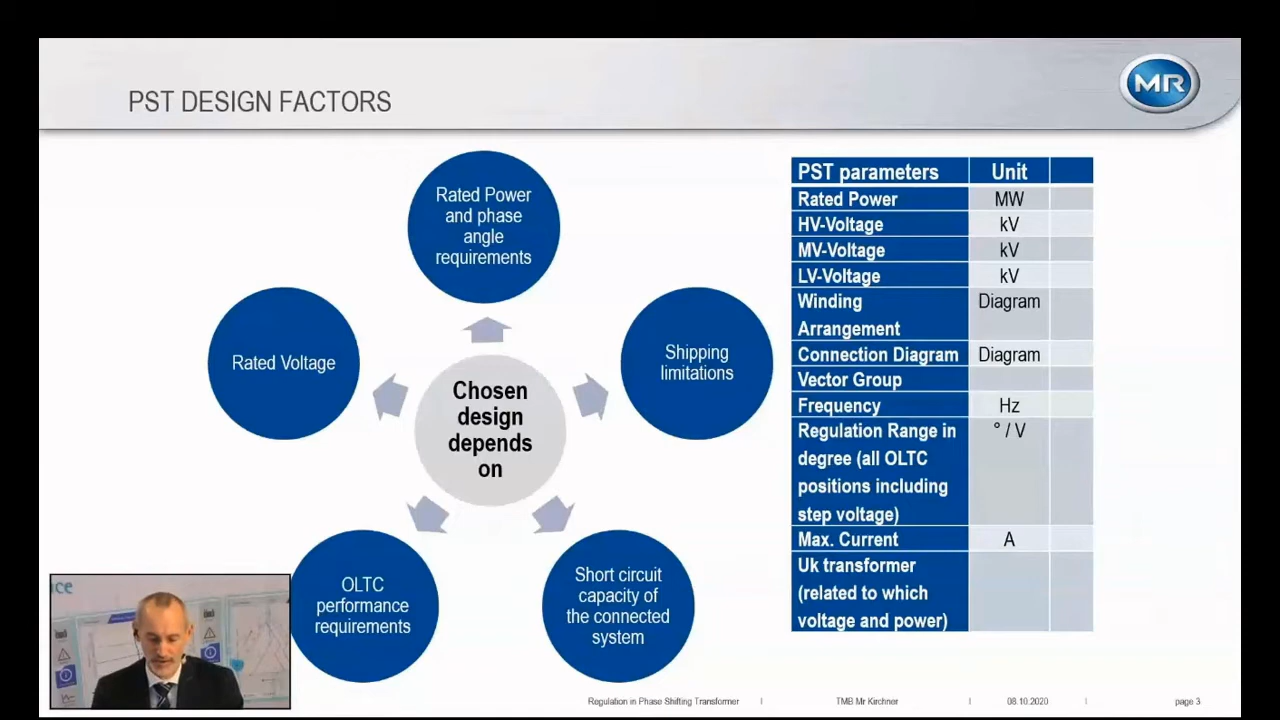 PST DESIGN FACTORS
MR
Rated Power
and phase
angle
requirements
Rated Voltage
Shipping
limitations
Chosen
design
depends
on
OLTC
performance
requirements
Short circuit
capacity of
the connected
system
PST parameters Unit
Rated Power MW
HV-Voltage kV
MV-Voltage kV
LV-Voltage kV
Winding Diagram
Arrangement
Connection Diagram Diagram
Vector Group
Frequency Hz
Regulation Range in ° / V
degree (all OLTC
positions including
step voltage)
Max. Current A
Uk transformer
(related to which
voltage and power)
Regulation in Phase Shifting Transformer I TMB Mr Kirchner I 08.10.2020 I page 3